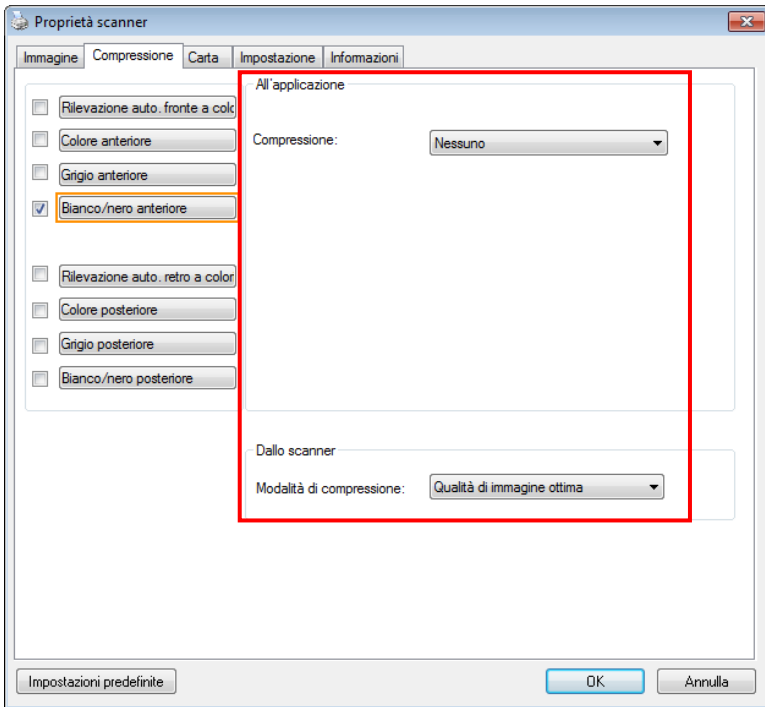 Proprietà scanner
Immagine Compressione Carta Impostazione Informazioni
All'applicazione
Rilevazione auto. fronte a colo
Colore anteriore
Compressione: Nessuno
Grigio anteriore
Bianco/nero anteriore
Rilevazione auto. retro a color
Colore posteriore
Grigio posteriore
Bianco/nero posteriore
Dallo scanner
Modalità di compressione: Qualità di immagine ottima
Impostazioni predefinite OK Annulla